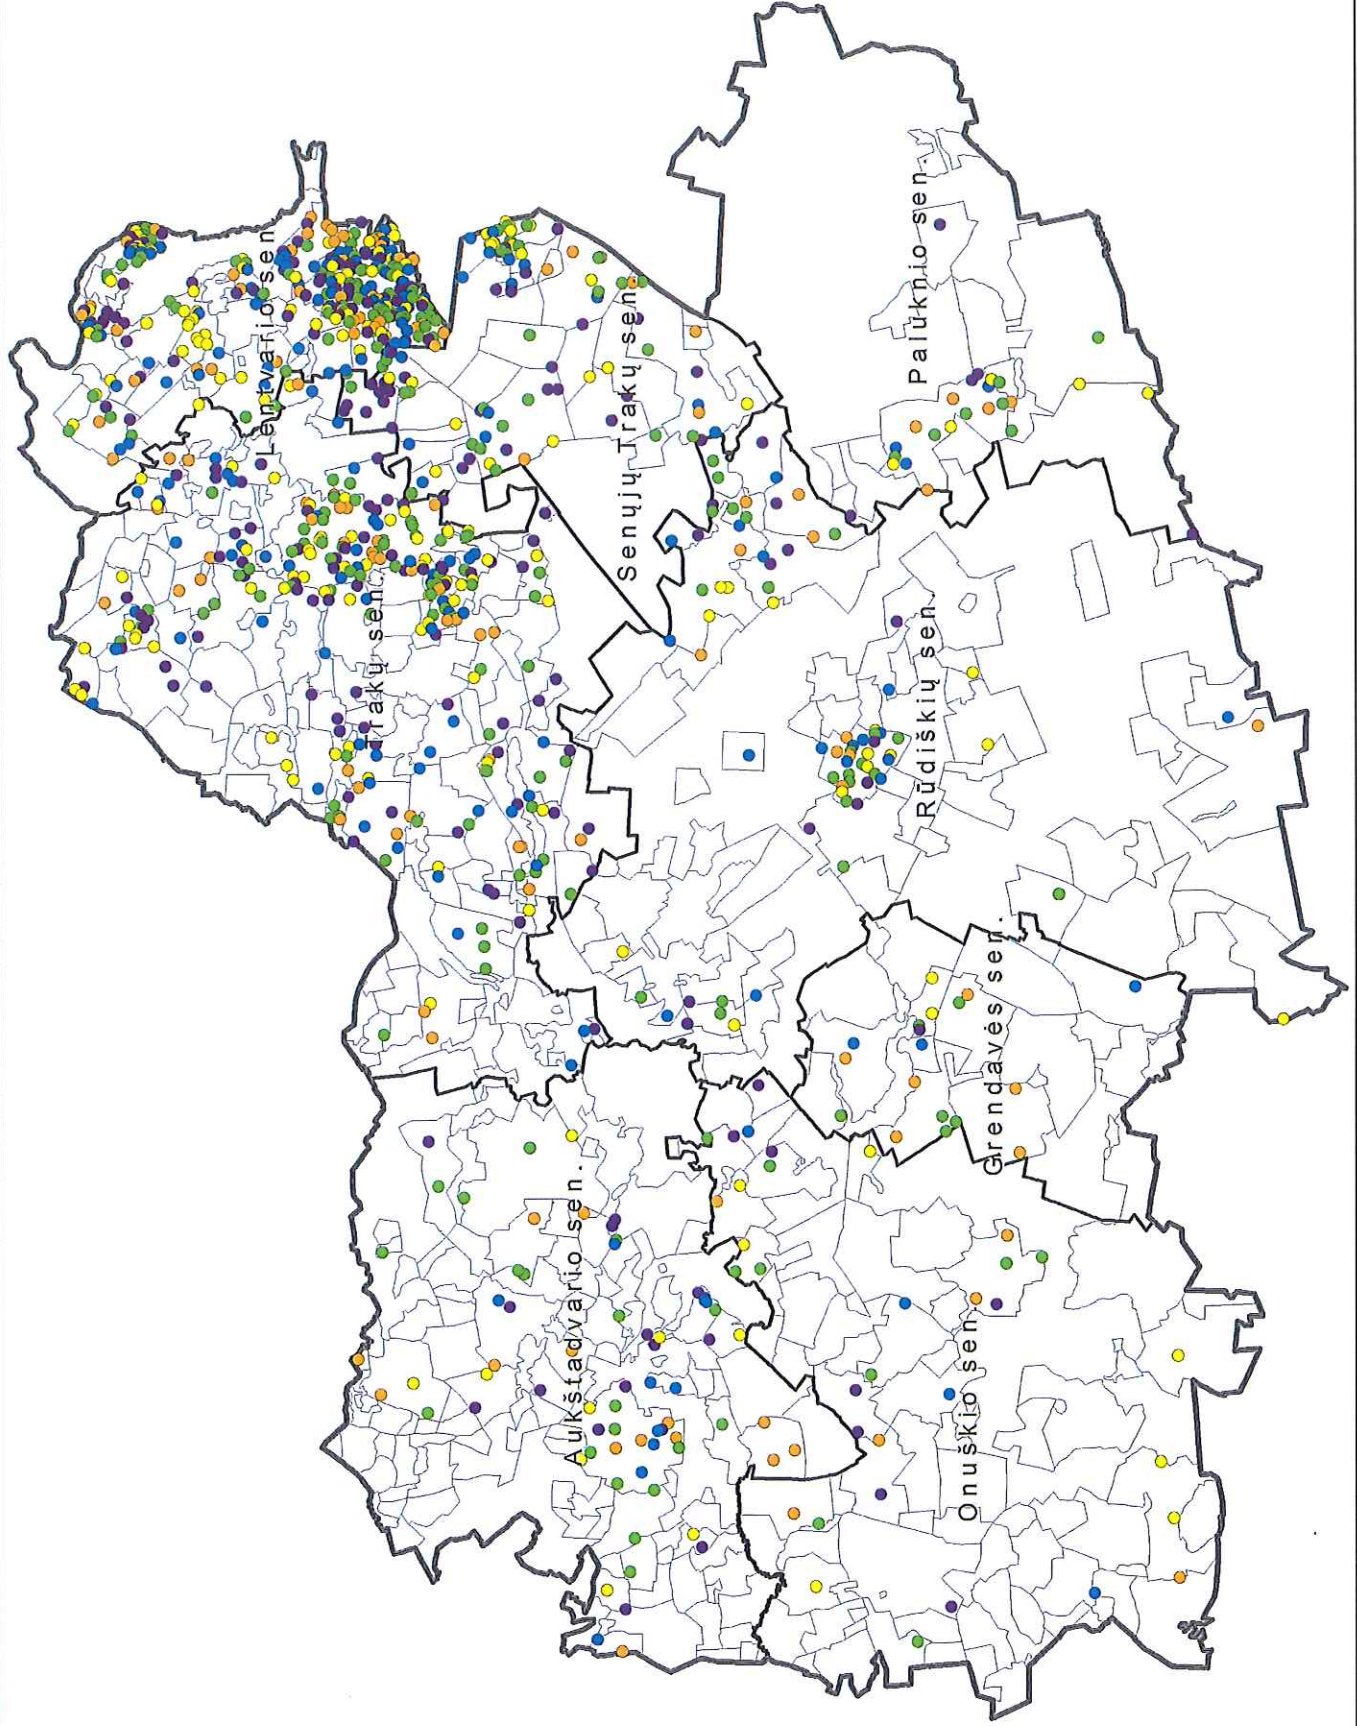 Lentvario sen.
Trakų sen.
Senųjų Trakų sen.
Paluknio sen.
Rūdiškių sen.
Aukštadvario sen.
Grendavės sen.
Onuškio sen.